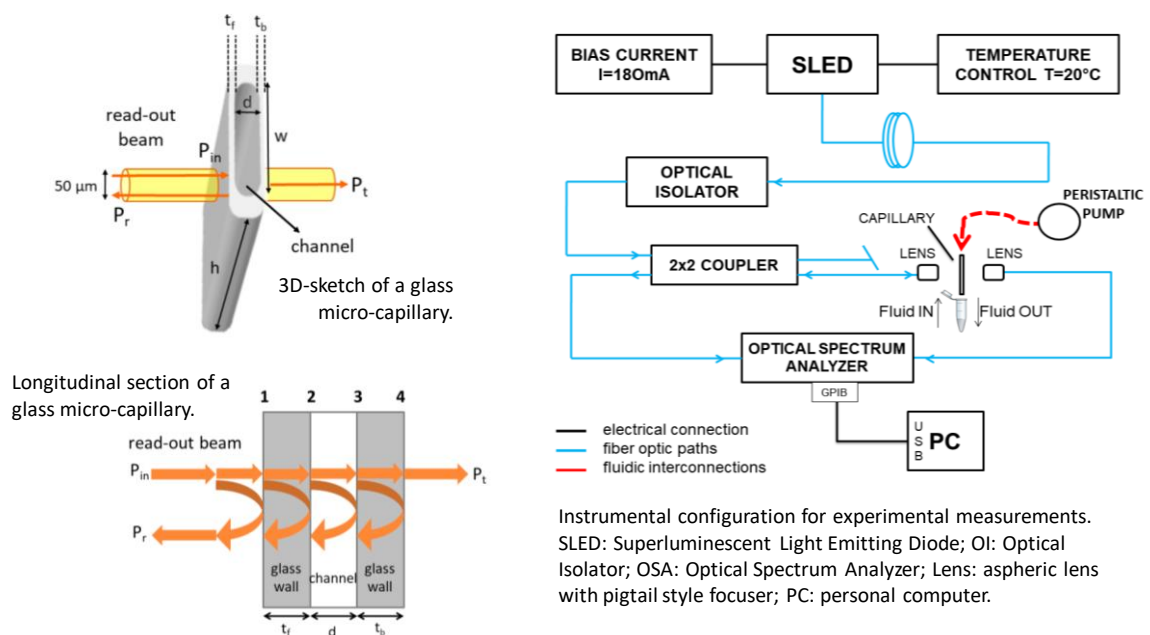 t_f t_b
d
w
read-out
beam
P_in
50 µm
P_t
P_r
channel
h
3D-sketch of a glass
micro-capillary.
Longitudinal section of a
glass micro-capillary.
1 2 3 4
read-out beam
P_in
P_t
P_r
glass
wall
channel
glass
wall
t_f d t_b
BIAS CURRENT
I=18OmA
SLED
TEMPERATURE
CONTROL T=20°C
OPTICAL
ISOLATOR
PERISTALTIC
PUMP
CAPILLARY
LENS
LENS
2x2 COUPLER
Fluid IN
Fluid OUT
OPTICAL SPECTRUM
ANALYZER
GPIB
U
S
B
PC
electrical connection
fiber optic paths
fluidic interconnections
Instrumental configuration for experimental measurements.
SLED: Superluminescent Light Emitting Diode; OI: Optical
Isolator; OSA: Optical Spectrum Analyzer; Lens: aspheric lens
with pigtail style focuser; PC: personal computer.